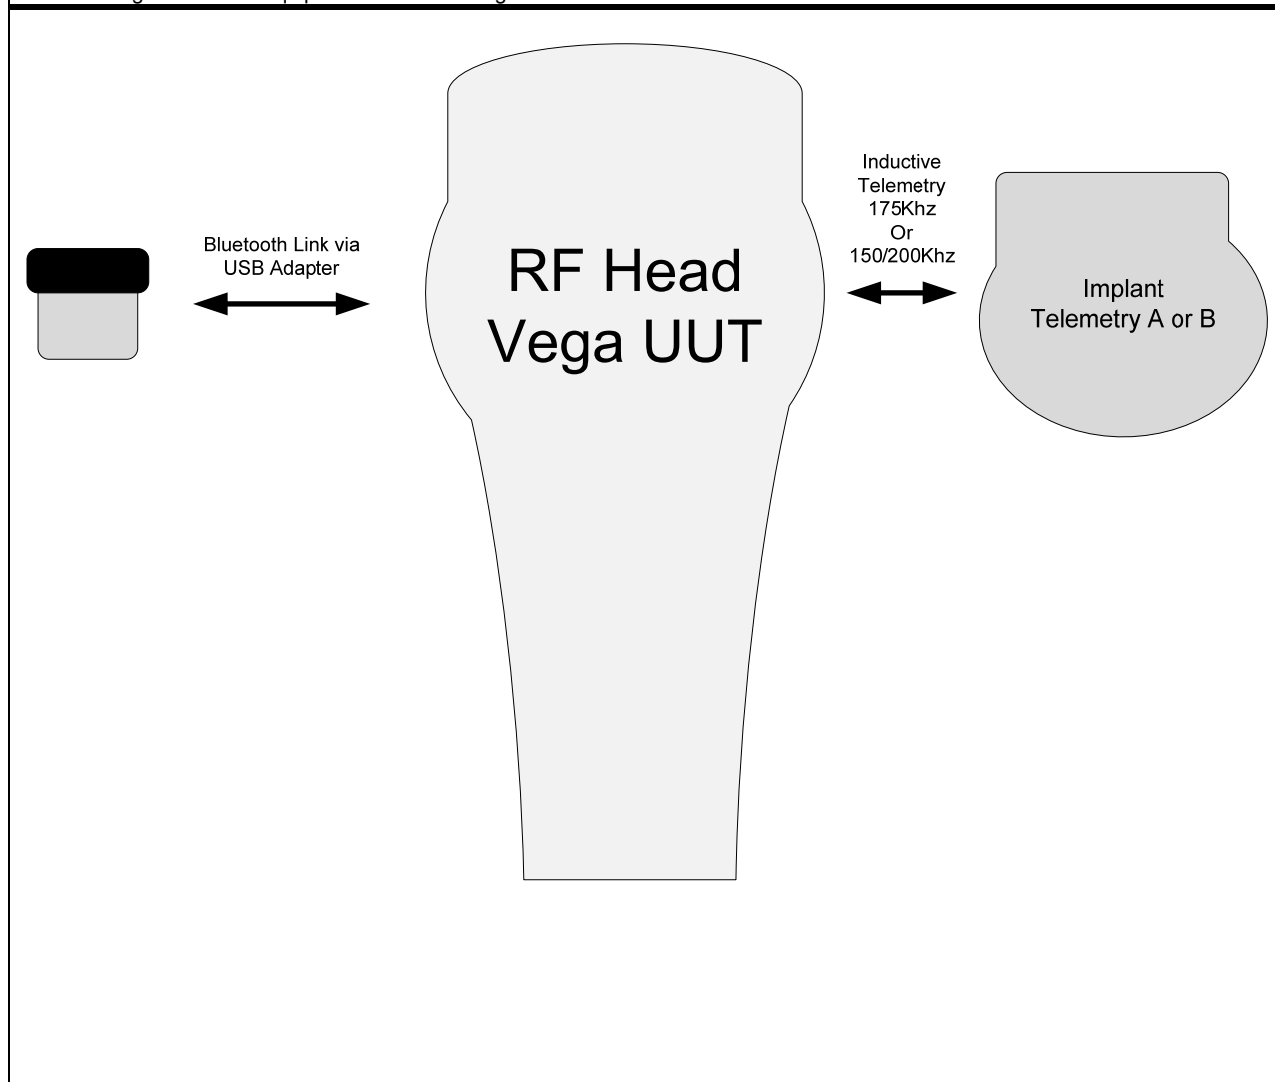 Bluetooth Link via
USB Adapter
RF Head
Vega UUT
Inductive
Telemetry
175Khz
Or
150/200Khz
Implant
Telemetry A or B